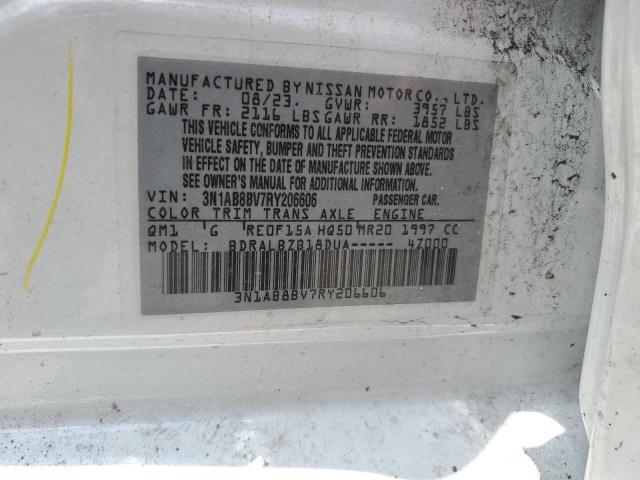 MANUFACTURED BY NISSAN MOTOR CO., LTD.
DATE: 08/23. GVWR: 3957 LBS
GAWR FR: 2116 LBS GAWR RR: 1852 LBS
THIS VEHICLE CONFORMS TO ALL APPLICABLE FEDERAL MOTOR
VEHICLE SAFETY, BUMPER AND THEFT PREVENTION STANDARDS
IN EFFECT ON THE DATE OF MANUFACTURE SHOWN ABOVE.
SEE OWNER'S MANUAL FOR ADDITIONAL INFORMATION.
VIN: 3N1AB8BV7RY206606 PASSENGER CAR.
COLOR TRIM TRANS AXLE ENGINE
QM1 G RE0F15A HQ50 MR20 1997 CC
MODEL: BDRALBZB18DUA----- 4Z000
3N1AB8BV7RY206606